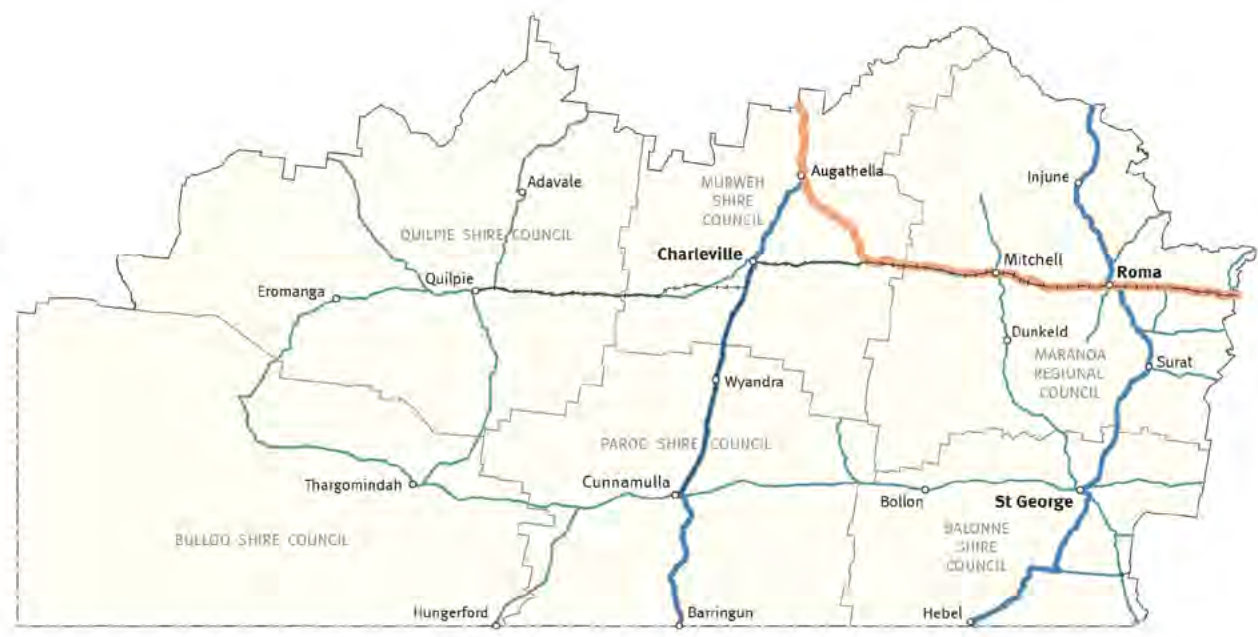 Adavale
Augathella
Injune
MURWEH
SHIRE
COUNCIL
QUILPIE SHIRE COUNCIL
Charleville
Mitchell
Roma
Quilpie
Eromanga
Dunkeld
MARANOA
REGIONAL
COUNCIL
Surat
Wyandra
PAROO SHIRE COUNCIL
Cunnamulla
Thargomindah
Bollon
St George
BULLOO SHIRE COUNCIL
BALONNE
SHIRE
COUNCIL
Hungerford
Barringun
Hebel